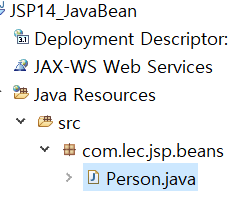 JSP14_JavaBean
Deployment Descriptor:
JAX-WS Web Services
Java Resources
src
com.lec.jsp.beans
Person.java